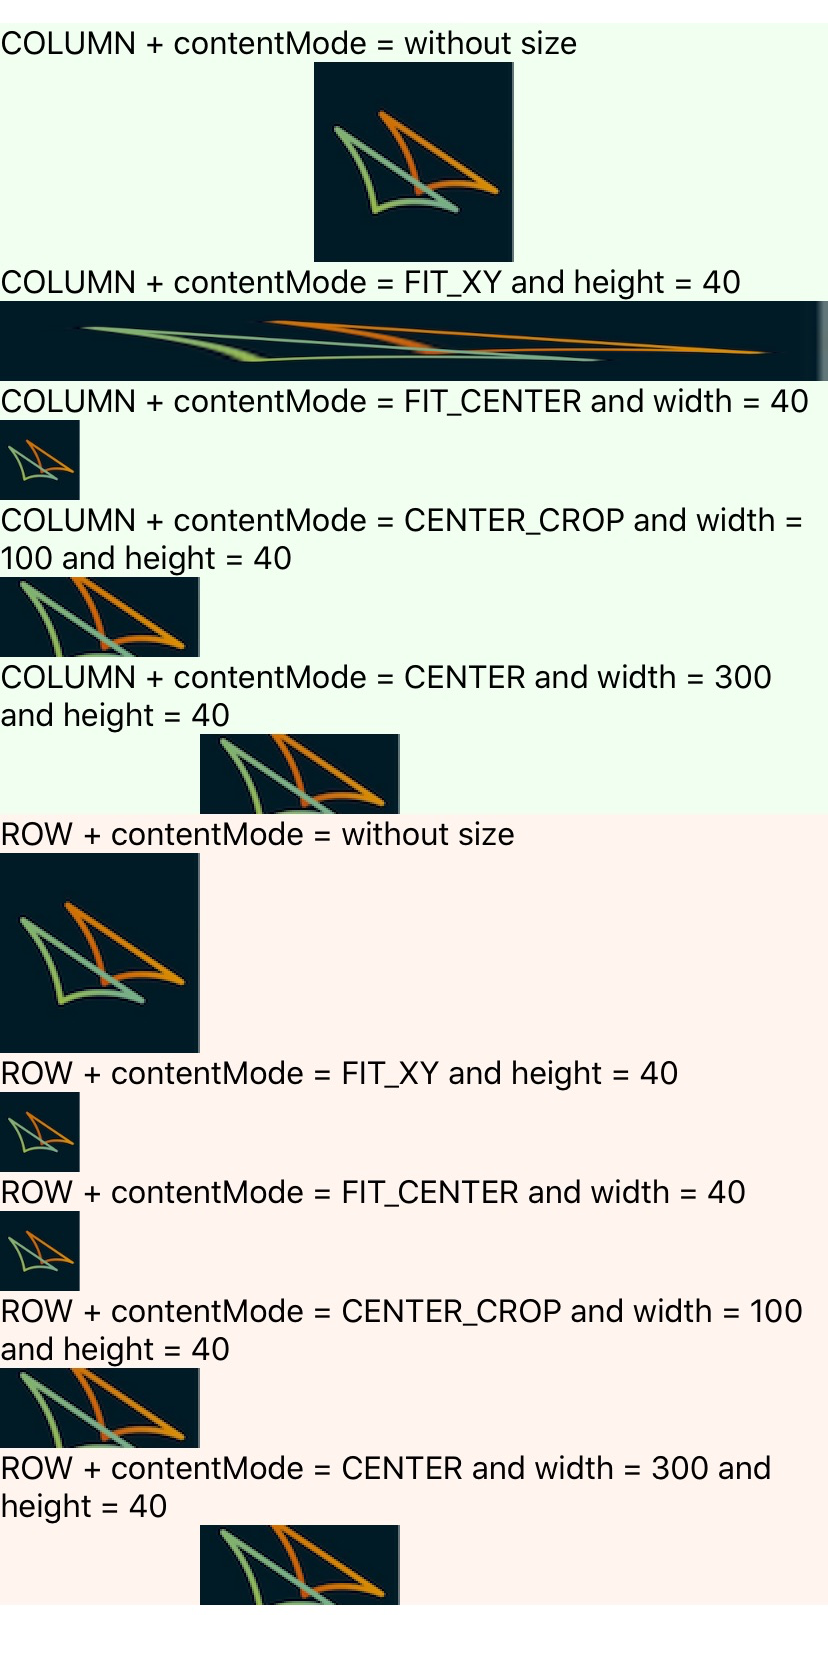 COLUMN + contentMode = without size
COLUMN + contentMode = FIT_XY and height = 40
COLUMN + contentMode = FIT_CENTER and width = 40
COLUMN + contentMode = CENTER_CROP and width =
100 and height = 40
COLUMN + contentMode = CENTER and width = 300
and height = 40
ROW + contentMode = without size
ROW + contentMode = FIT_XY and height = 40
ROW + contentMode = FIT_CENTER and width = 40
ROW + contentMode = CENTER_CROP and width = 100
and height = 40
ROW + contentMode = CENTER and width = 300 and
height = 40